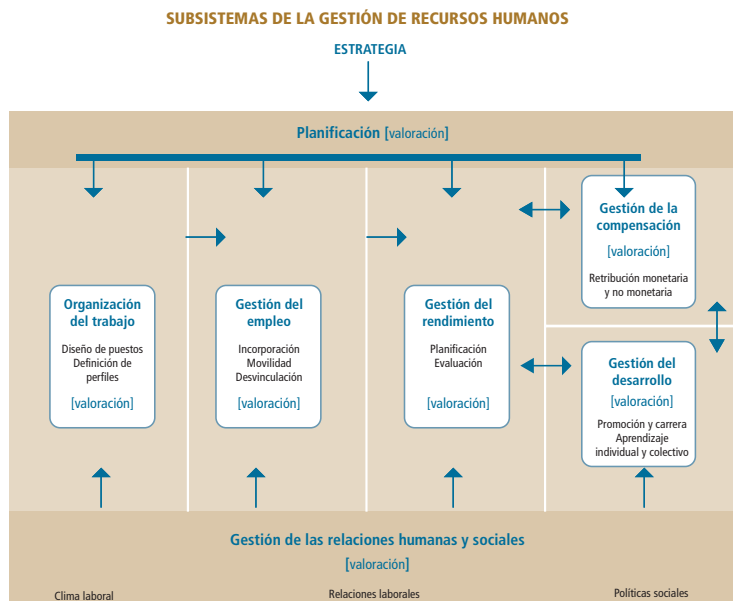 SUBSISTEMAS DE LA GESTIÓN DE RECURSOS HUMANOS
ESTRATEGIA
Planificación [valoración]
Organización
del trabajo
Diseño de puestos
Definición de
perfiles
[valoración]
Gestión del
empleo
Incorporación
Movilidad
Desvinculación
[valoración]
Gestión del
rendimiento
Planificación
Evaluación
[valoración]
Gestión de la
compensación
[valoración]
Retribución monetaria
y no monetaria
Gestión del
desarrollo
[valoración]
Promoción y carrera
Aprendizaje
individual y colectivo
Gestión de las relaciones humanas y sociales
[valoración]
Clima laboral
Relaciones laborales
Políticas sociales